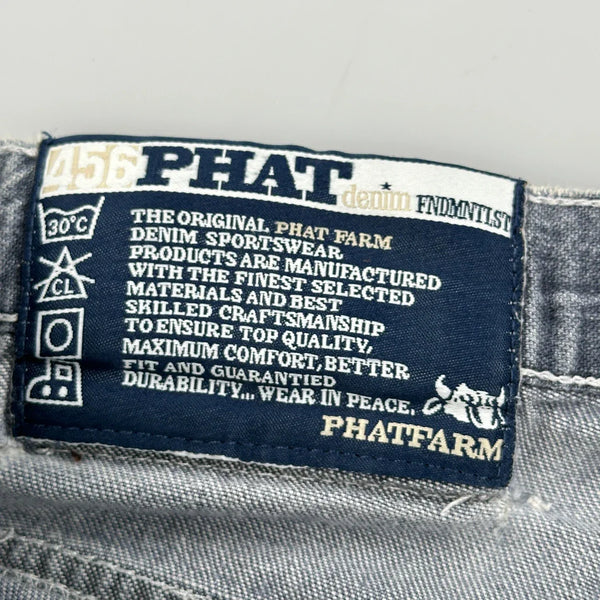 456 PHAT denim FNDMNTLST
30°C
CL
THE ORIGINAL PHAT FARM
DENIM SPORTSWEAR
PRODUCTS ARE MANUFACTURED
WITH THE FINEST SELECTED
MATERIALS AND BEST
SKILLED CRAFTSMANSHIP
TO ENSURE TOP QUALITY,
MAXIMUM COMFORT, BETTER
FIT AND GUARANTIED
DURABILITY... WEAR IN PEACE.
PHATFARM